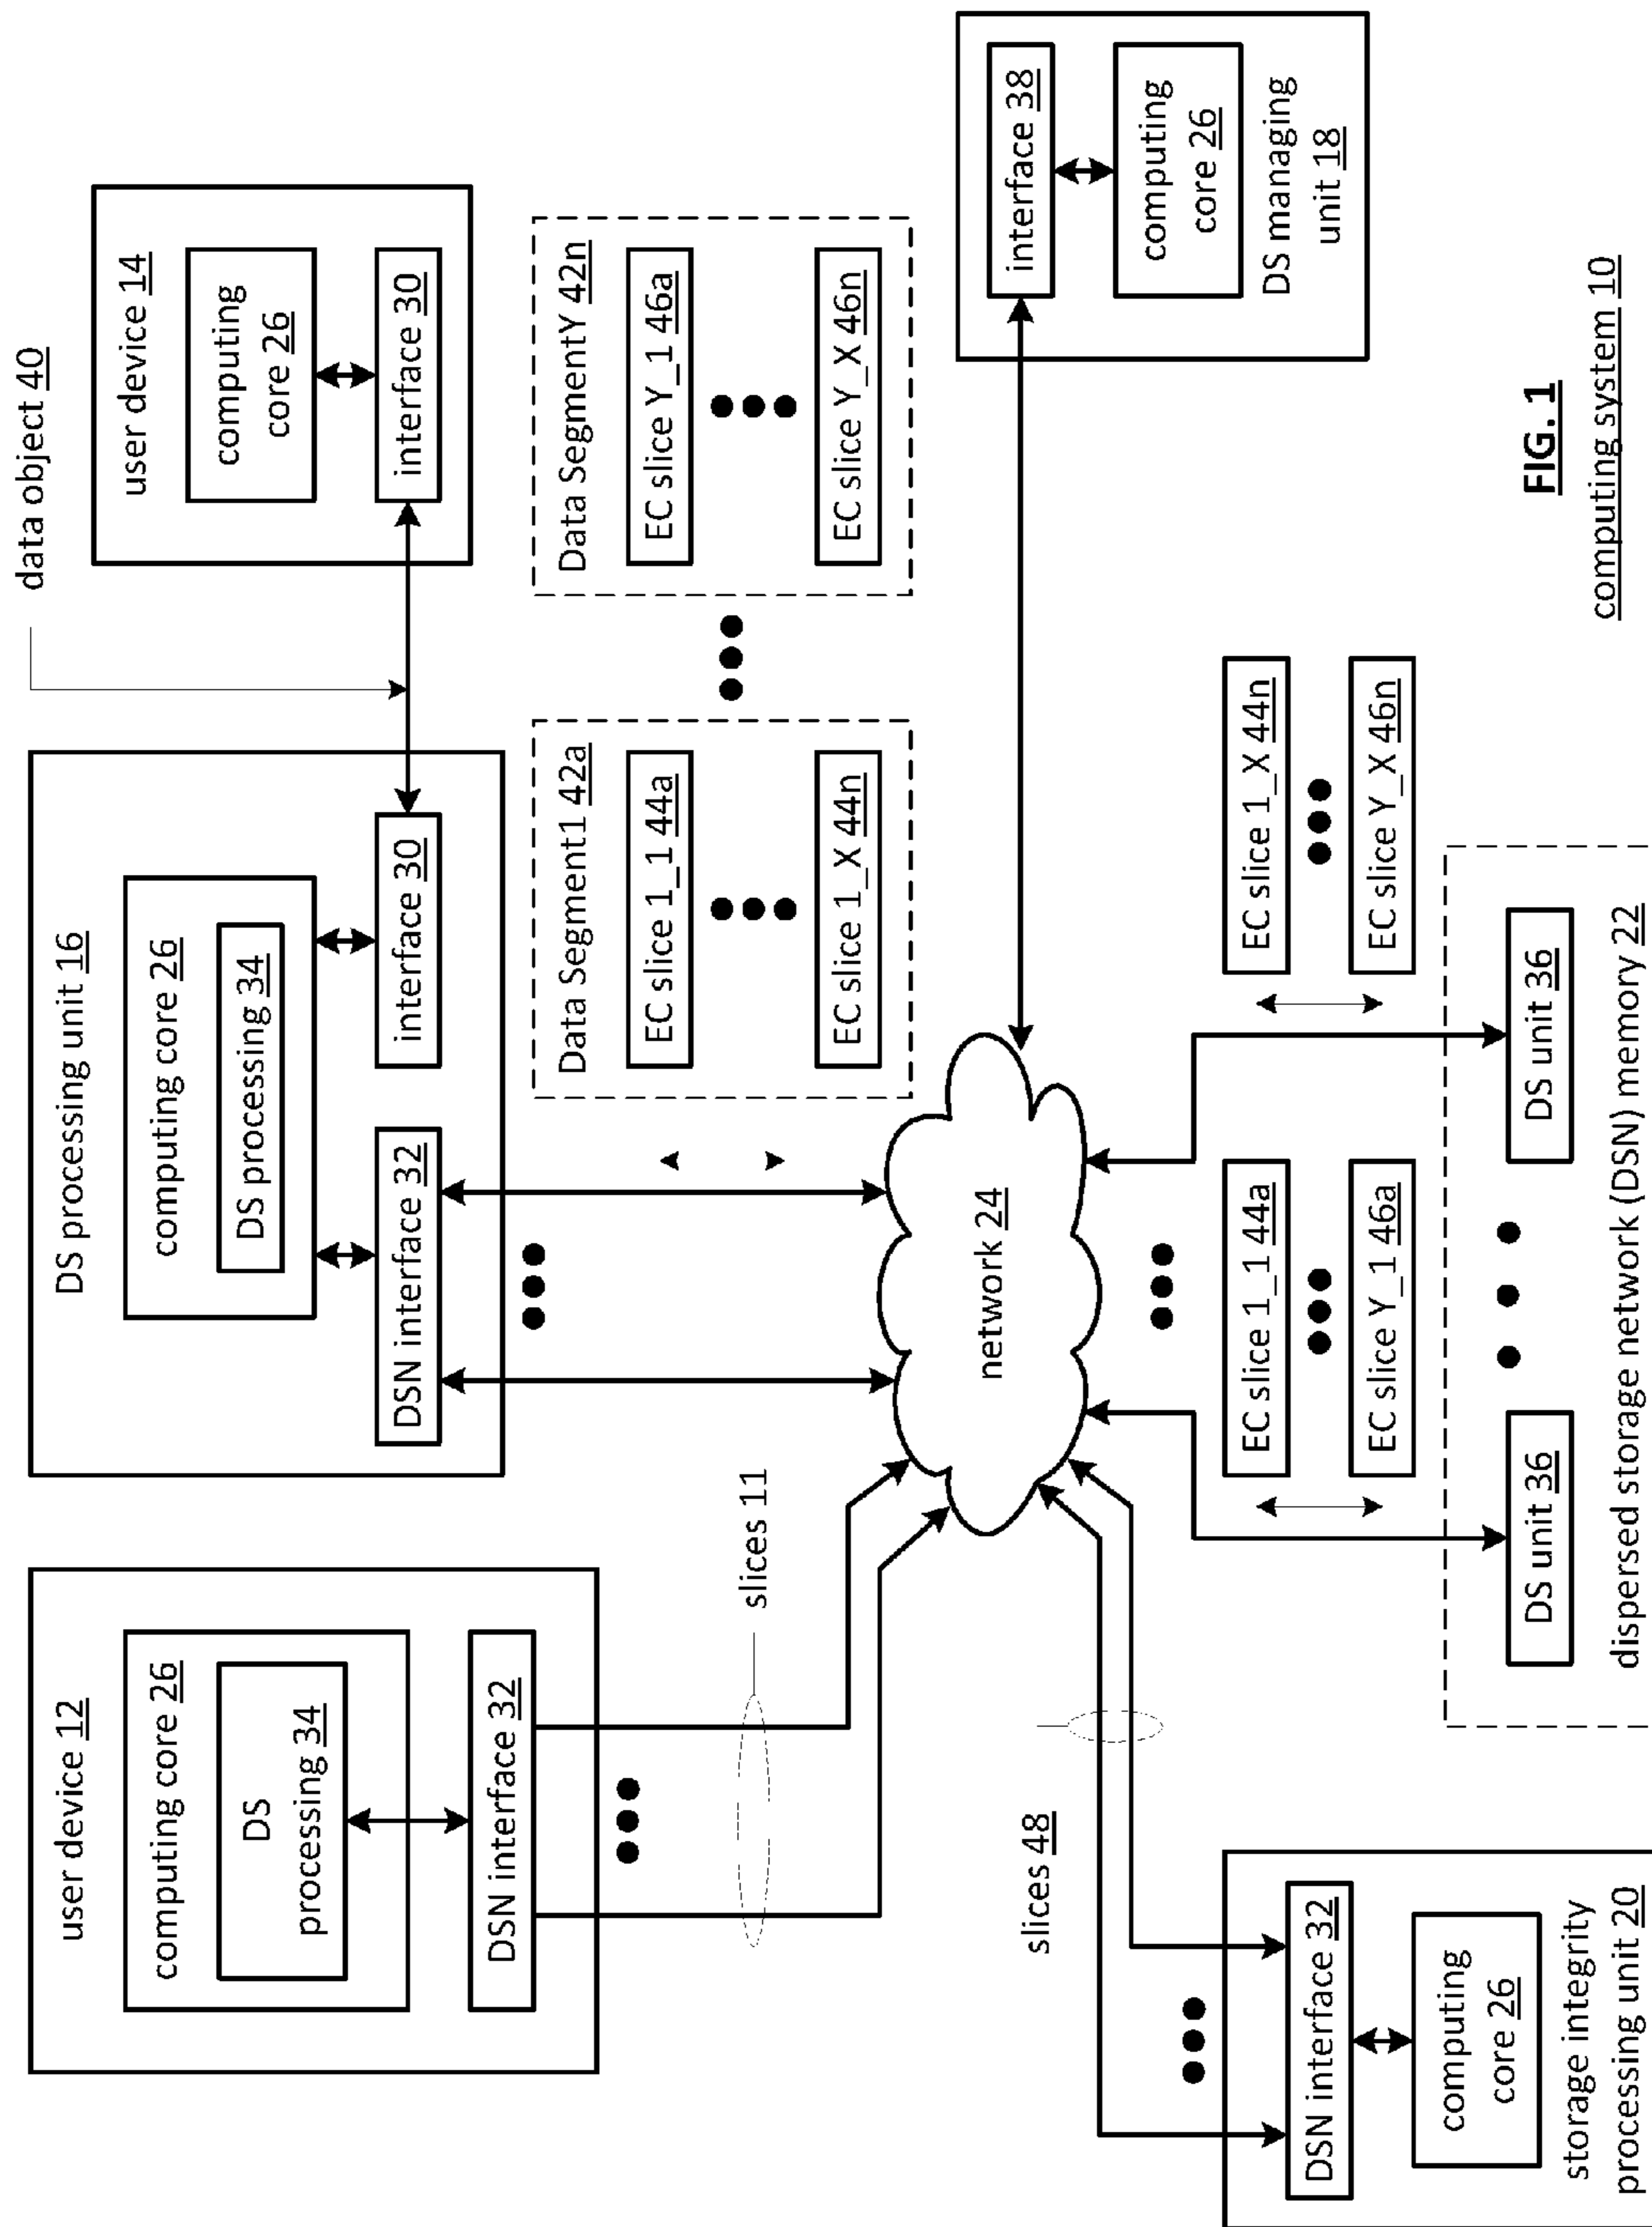 user device 12
computing core 26
DS
processing 34
DSN interface 32
slices 11
DS processing unit 16
computing core 26
DS processing 34
DSN interface 32
interface 30
data object 40
user device 14
computing
core 26
interface 30
Data Segment1 42a
EC slice 1_1 44a
EC slice 1_X 44n
Data SegmentY 42n
EC slice Y_1 46a
EC slice Y_X 46n
network 24
slices 48
DSN interface 32
computing
core 26
storage integrity
processing unit 20
EC slice 1_1 44a
EC slice Y_1 46a
EC slice 1_X 44n
EC slice Y_X 46n
DS unit 36
DS unit 36
dispersed storage network (DSN) memory 22
interface 38
computing
core 26
DS managing
unit 18
FIG. 1
computing system 10